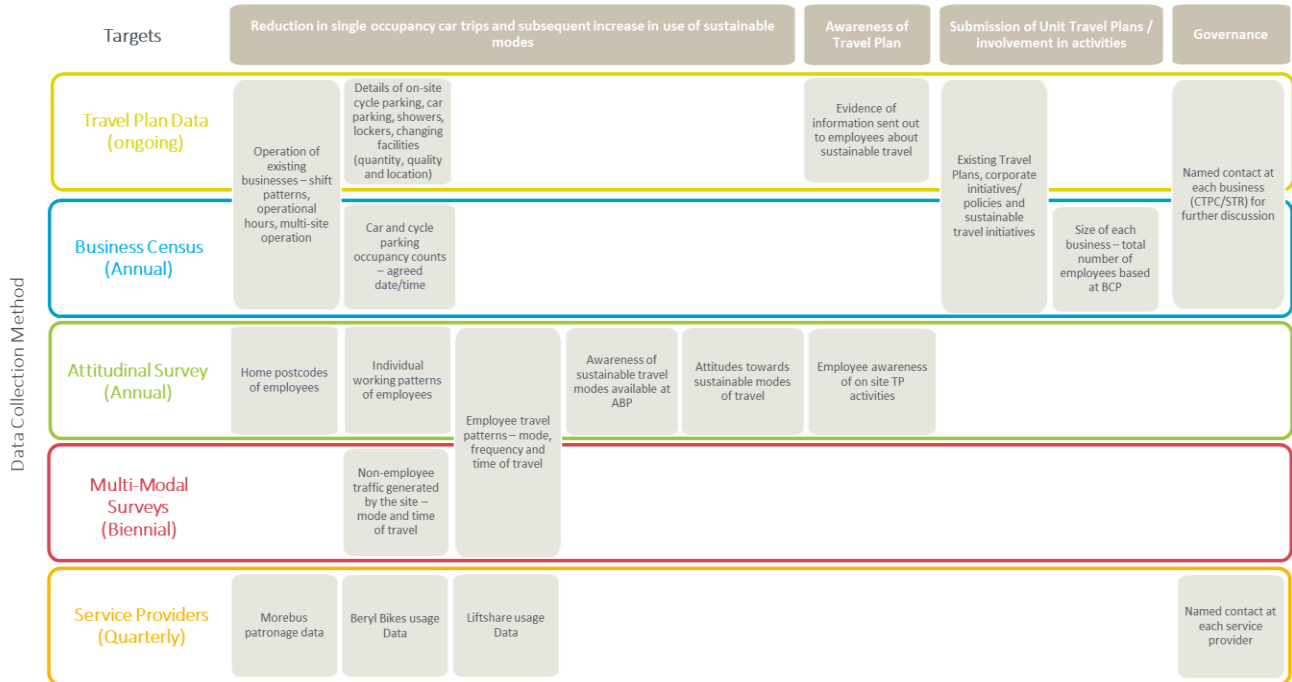 Targets
Reduction in single occupancy car trips and subsequent increase in use of sustainable
modes
Awareness of
Travel Plan
Submission of Unit Travel Plans /
involvement in activities
Governance
Data Collection Method
Travel Plan Data
(ongoing)
Operation of
existing
businesses – shift
patterns,
operational
hours, multi-site
operation
Details of on-site
cycle parking, car
parking, showers,
lockers, changing
facilities
(quantity, quality
and location)
Evidence of
information sent out
to employees about
sustainable travel
Existing Travel
Plans, corporate
initiatives/
policies and
sustainable
travel initiatives
Named contact at
each business
(CTPC/STR) for
further discussion
Business Census
(Annual)
Car and cycle
parking
occupancy counts
– agreed
date/time
Size of each
business – total
number of
employees based
at BCP
Attitudinal Survey
(Annual)
Home postcodes
of employees
Individual
working patterns
of employees
Employee travel
patterns – mode,
frequency and
time of travel
Awareness of
sustainable travel
modes available at
ABP
Attitudes towards
sustainable modes
of travel
Employee awareness
of on site TP
activities
Multi-Modal
Surveys
(Biennial)
Non-employee
traffic generated
by the site –
mode and time
of travel
Service Providers
(Quarterly)
Morebus
patronage data
Beryl Bikes usage
Data
Liftshare usage
Data
Named contact at
each service
provider